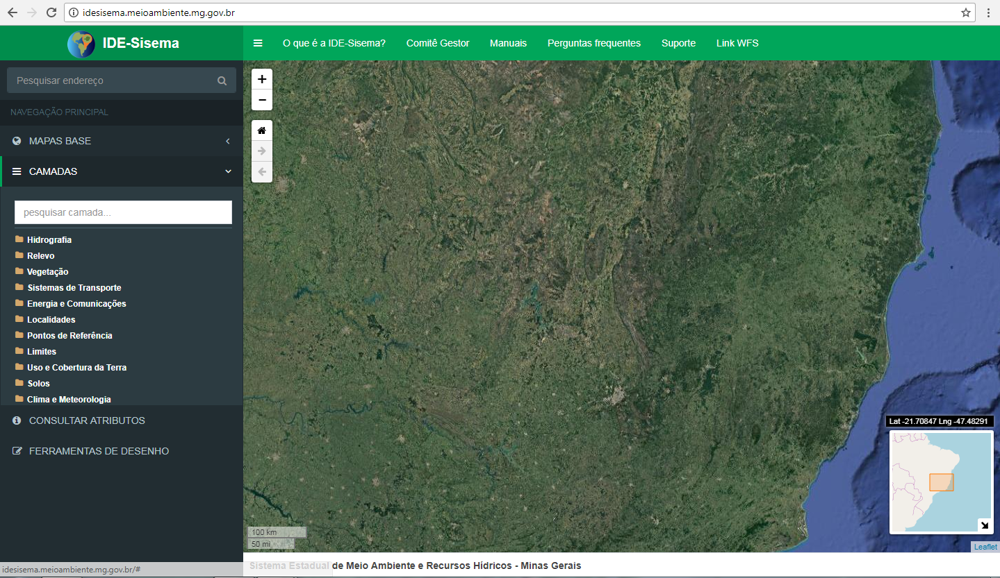 idesisema.meioambiente.mg.gov.br
IDE-Sisema
O que é a IDE-Sisema? Comitê Gestor Manuais Perguntas frequentes Suporte Link WFS
Pesquisar endereço
NAVEGAÇÃO PRINCIPAL
MAPAS BASE
CAMADAS
pesquisar camada...
Hidrografia
Relevo
Vegetação
Sistemas de Transporte
Energia e Comunicações
Localidades
Pontos de Referência
Limites
Uso e Cobertura da Terra
Solos
Clima e Meteorologia
CONSULTAR ATRIBUTOS
FERRAMENTAS DE DESENHO
+
−
Lat -21.70847 Lng -47.48291
100 km
50 mi
Leaflet
Sistema Estadual de Meio Ambiente e Recursos Hídricos - Minas Gerais
idesisema.meioambiente.mg.gov.br/#